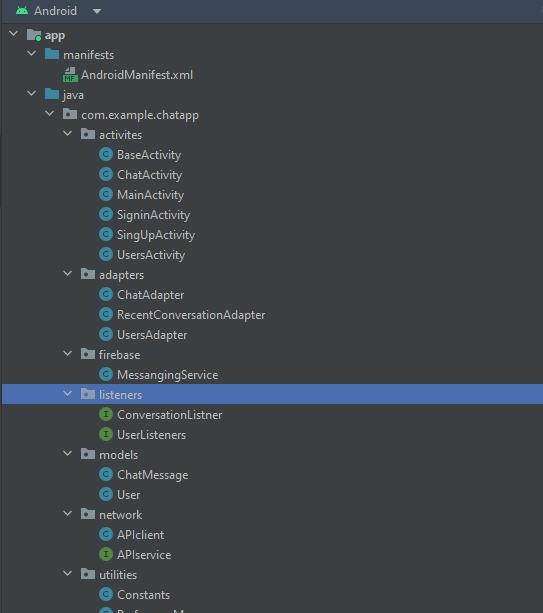 Android
app
manifests
AndroidManifest.xml
java
com.example.chatapp
activites
BaseActivity
ChatActivity
MainActivity
SigninActivity
SingUpActivity
UsersActivity
adapters
ChatAdapter
RecentConversationAdapter
UsersAdapter
firebase
MessangingService
listeners
ConversationListner
UserListeners
models
ChatMessage
User
network
APIclient
APIservice
utilities
Constants